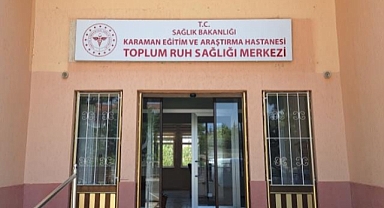 T.C.
SAĞLIK BAKANLIĞI
KARAMAN EĞİTİM VE ARAŞTIRMA HASTANESİ
TOPLUM RUH SAĞLIĞI MERKEZİ